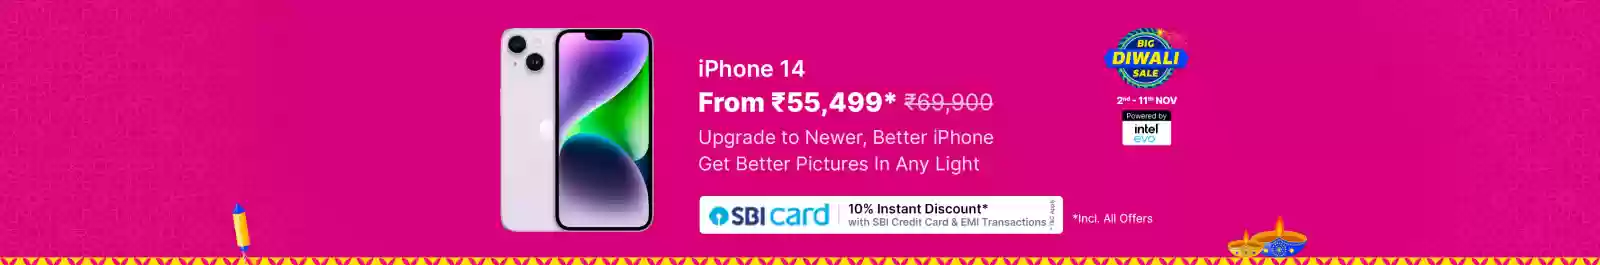 iPhone 14
From ₹55,499* ₹69,900
Upgrade to Newer, Better iPhone
Get Better Pictures In Any Light
SBI card
10% Instant Discount*
with SBI Credit Card & EMI Transactions
*T&C Apply
*Incl. All Offers
BIG
DIWALI
SALE
2nd - 11th NOV
Powered by
intel
evo